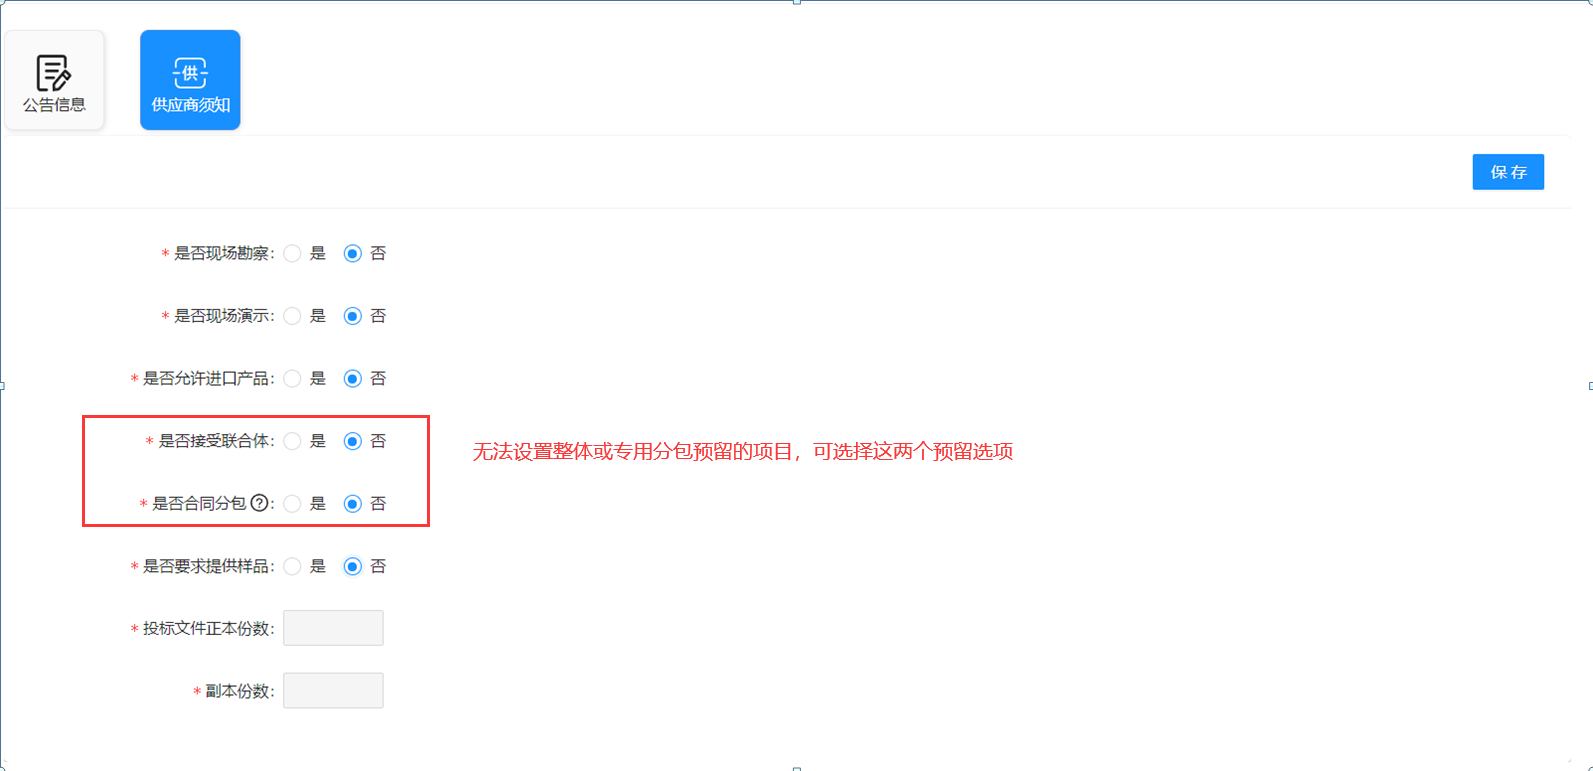 公告信息
供
供应商须知
保 存
* 是否现场勘察: 是 否
* 是否现场演示: 是 否
* 是否允许进口产品: 是 否
* 是否接受联合体: 是 否
无法设置整体或专用分包预留的项目，可选择这两个预留选项
* 是否合同分包?: 是 否
* 是否要求提供样品: 是 否
* 投标文件正本份数:
* 副本份数: